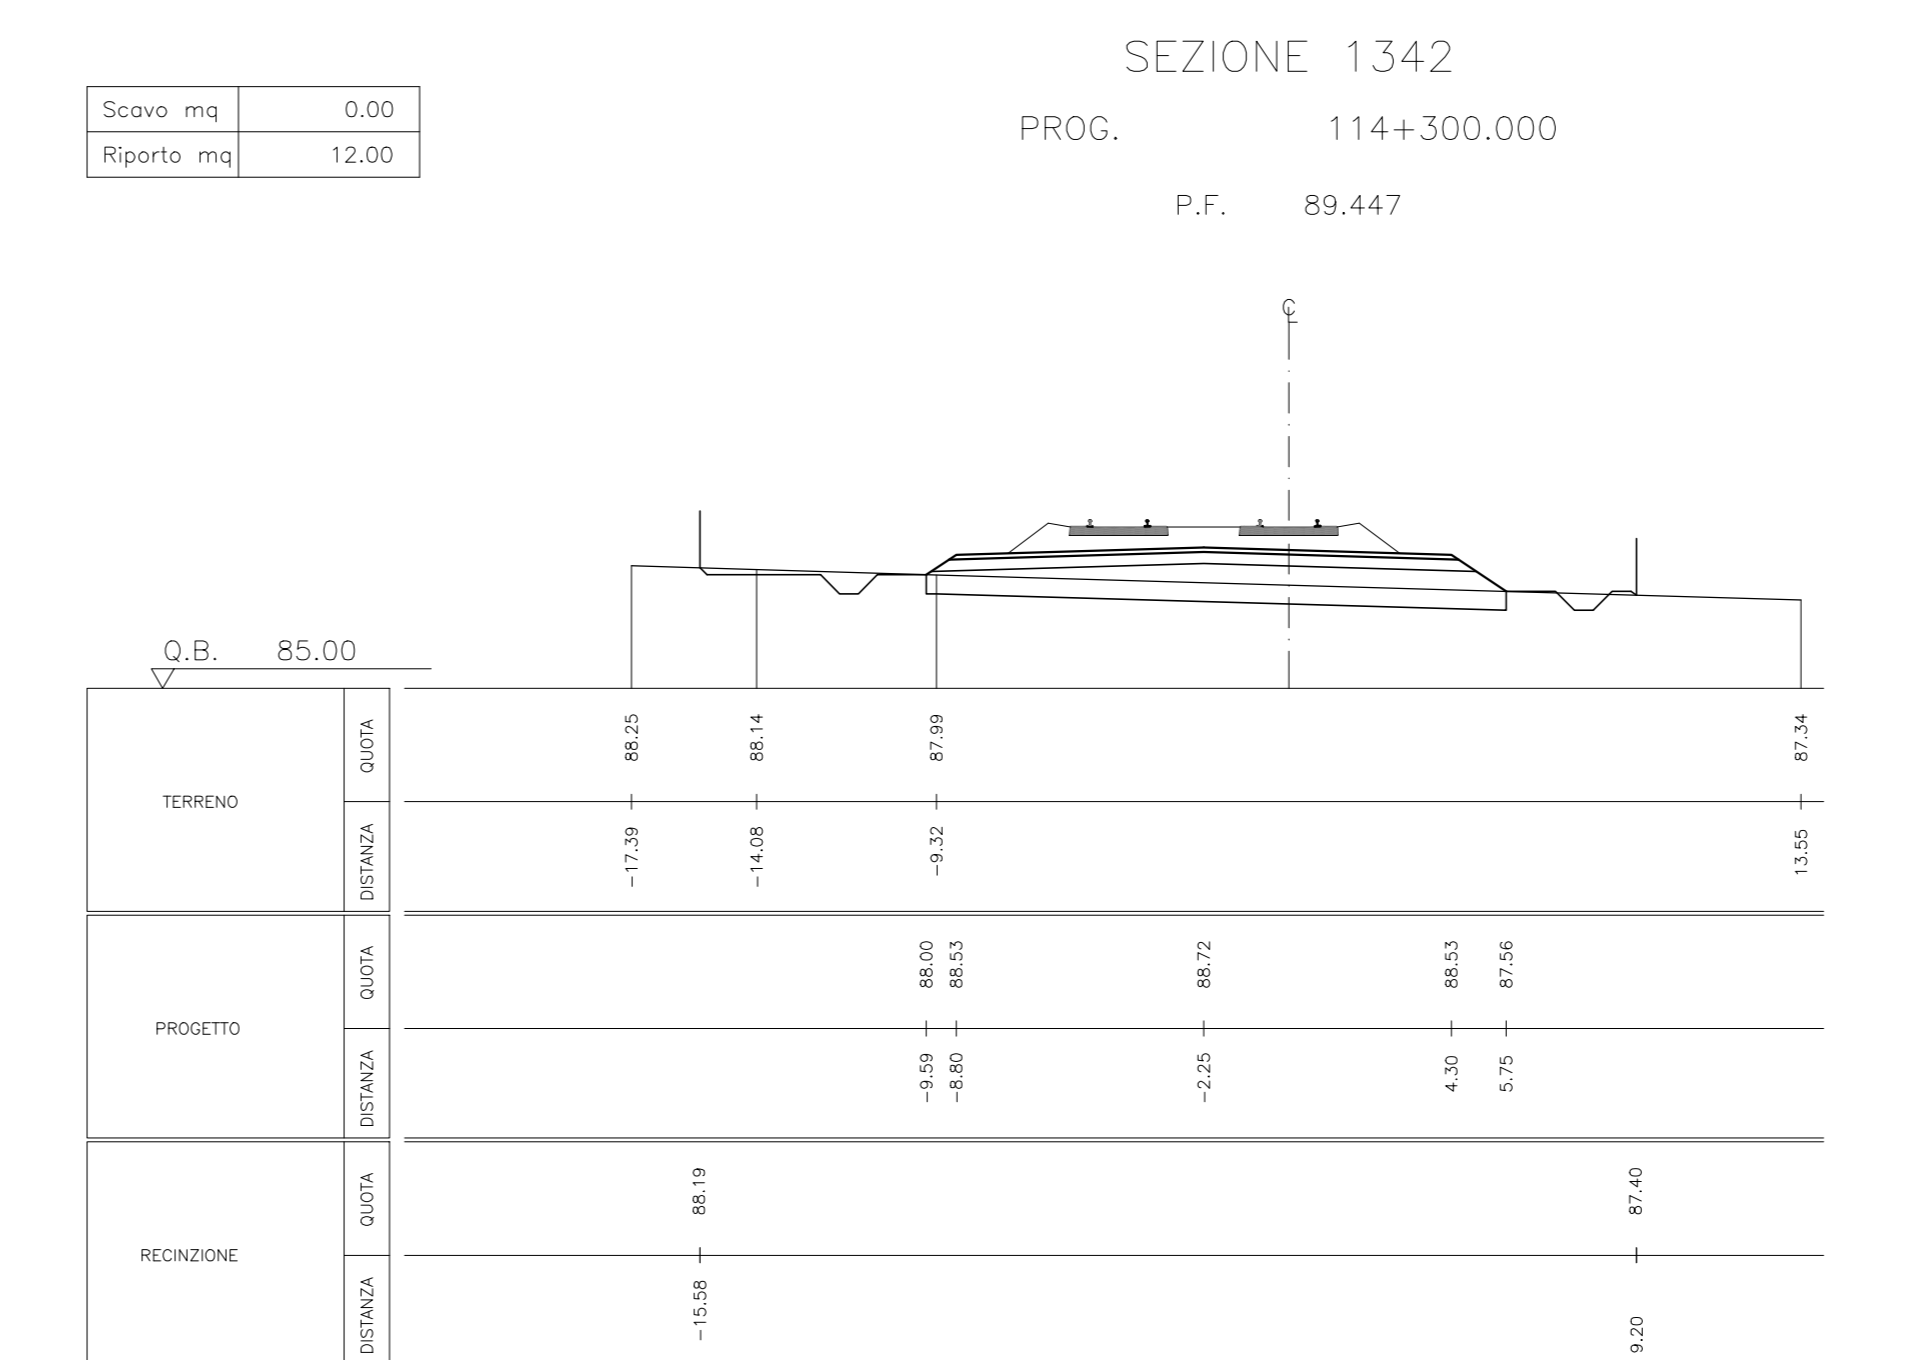 SEZIONE 1342
Scavo mq 0.00
PROG. 114+300.000
Riporto mq 12.00
P.F. 89.447
℄
Q.B. 85.00
TERRENO
QUOTA
88.25 88.14 87.99 87.34
DISTANZA
-17.39 -14.08 -9.32 13.55
PROGETTO
QUOTA
88.00 88.53 88.72 88.53 87.56
DISTANZA
-9.59 -8.80 -2.25 4.30 5.75
RECINZIONE
QUOTA
88.19 87.40
DISTANZA
-15.58 9.20